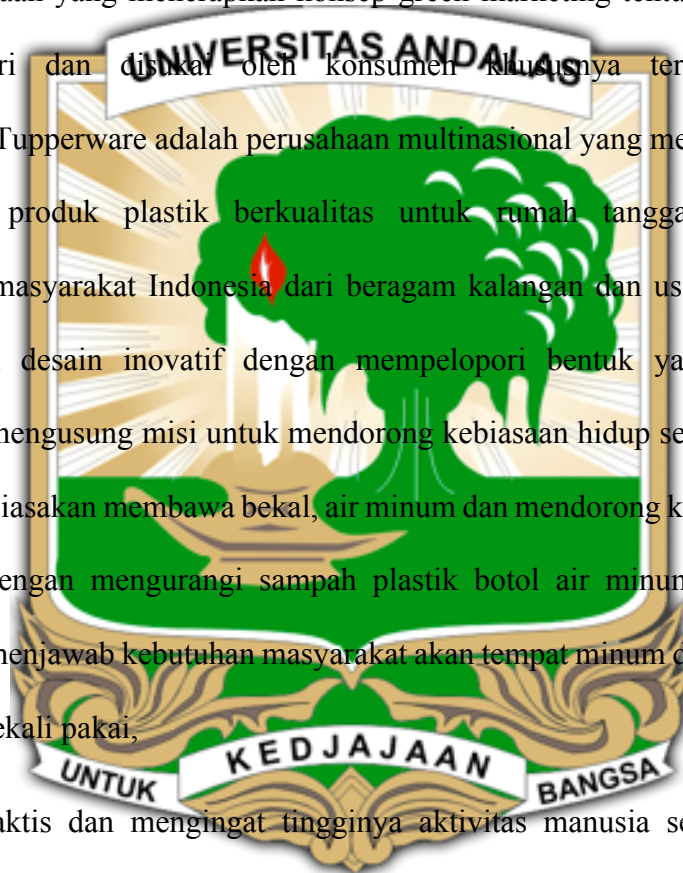 aan yang menerapkan konsep green marketing tentu
UNIVERSITAS ANDALAS
ri dan disukai oleh konsumen khususnya ter
Tupperware adalah perusahaan multinasional yang me
produk plastik berkualitas untuk rumah tangga
masyarakat Indonesia dari beragam kalangan dan us
desain inovatif dengan mempelopori bentuk ya
mengusung misi untuk mendorong kebiasaan hidup se
iasakan membawa bekal, air minum dan mendorong k
engan mengurangi sampah plastik botol air minum
menjawab kebutuhan masyarakat akan tempat minum d
ekali pakai,
UNTUK KEDJAJAAN BANGSA
aktis dan mengingat tingginya aktivitas manusia se